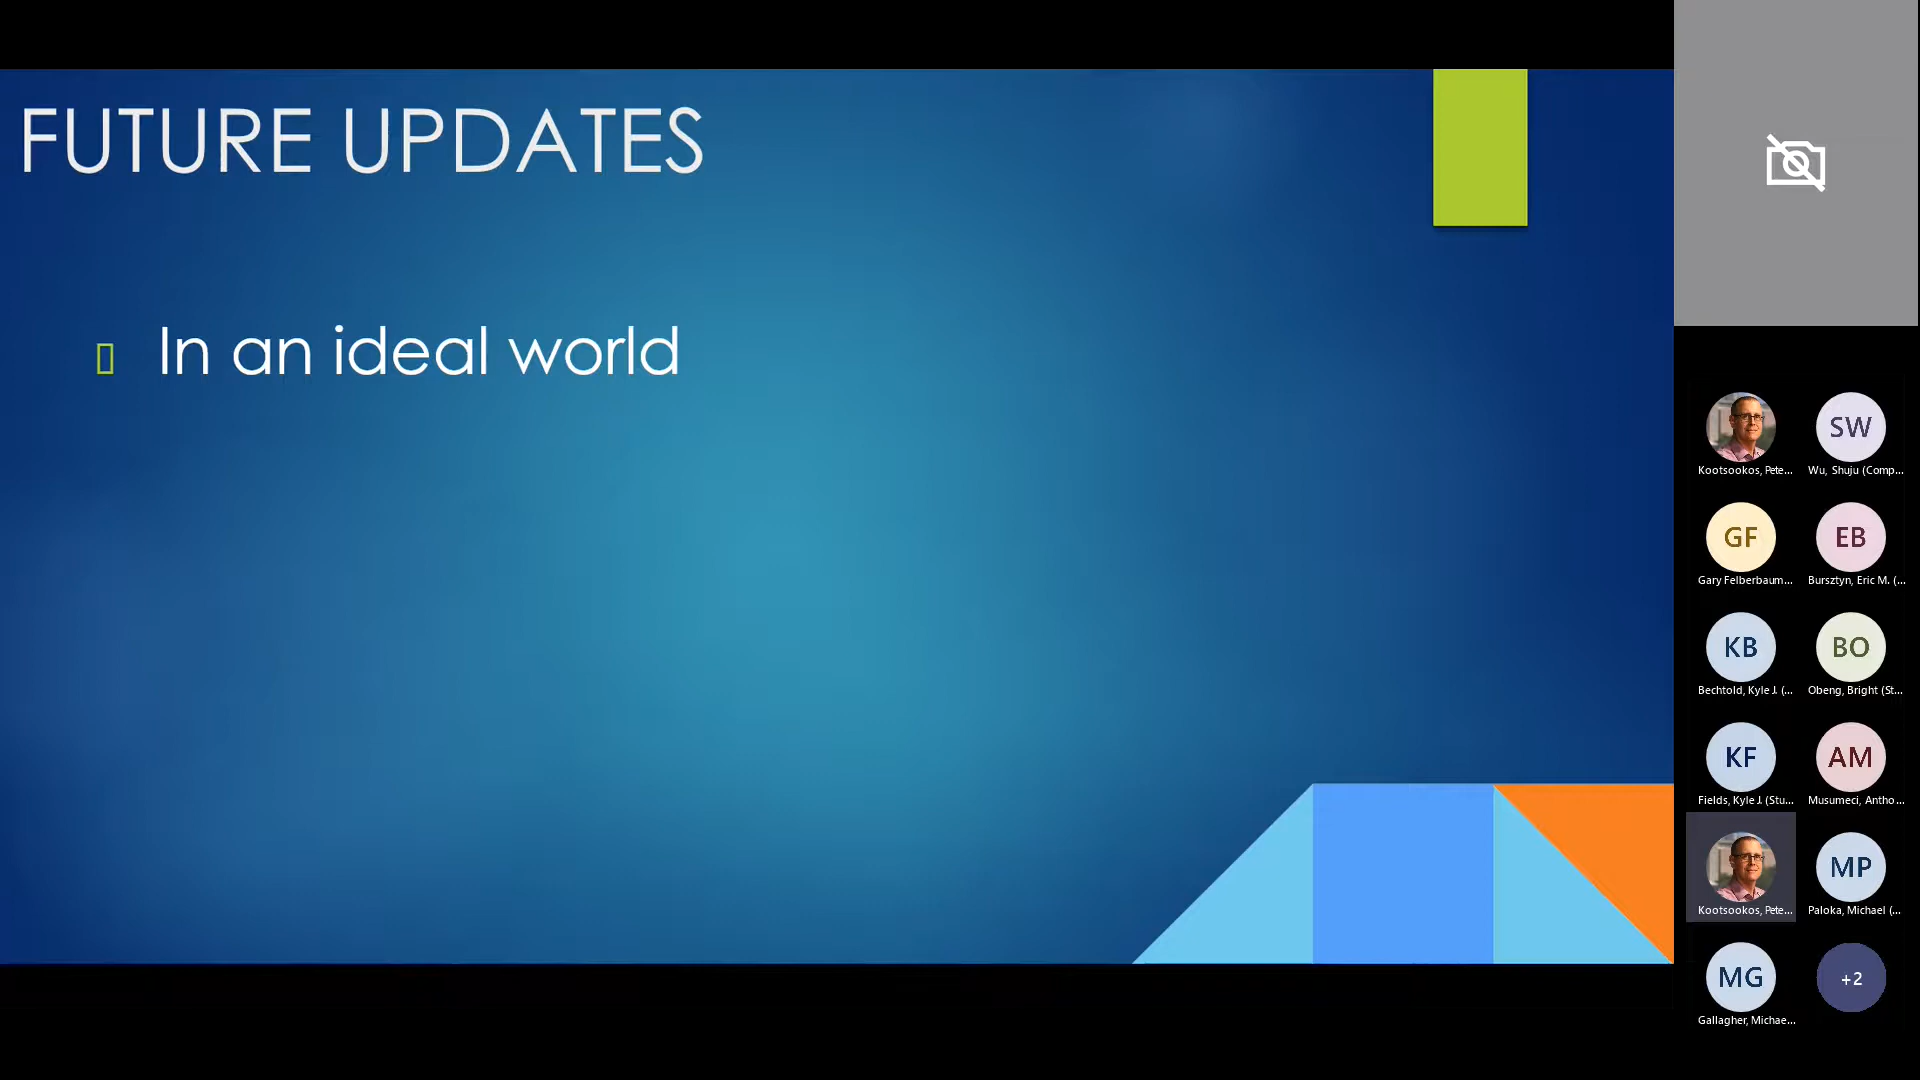 FUTURE UPDATES
In an ideal world
Kootsookos, Pete...
SW
Wu, Shuju (Comp...
GF
Gary Felberbaum...
EB
Bursztyn, Eric M. (...
KB
Bechtold, Kyle J. (...
BO
Obeng, Bright (St...
KF
Fields, Kyle J. (Stu...
AM
Musumeci, Antho...
Kootsookos, Pete...
MP
Paloka, Michael (...
MG
Gallagher, Michae...
+2